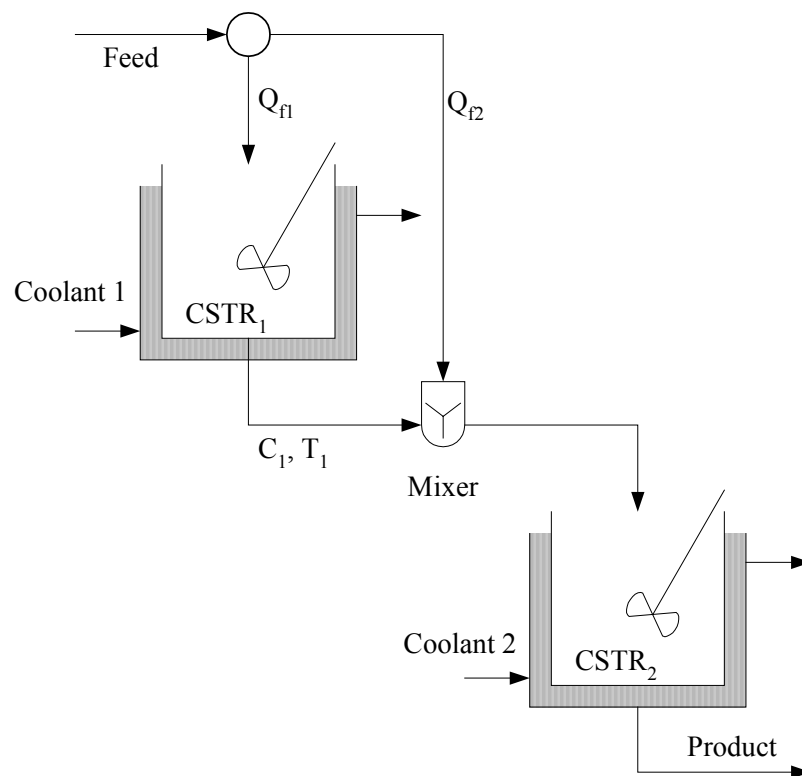 Feed
Q_f1
Q_f2
Coolant 1
CSTR_1
C_1, T_1
Mixer
Coolant 2
CSTR_2
Product